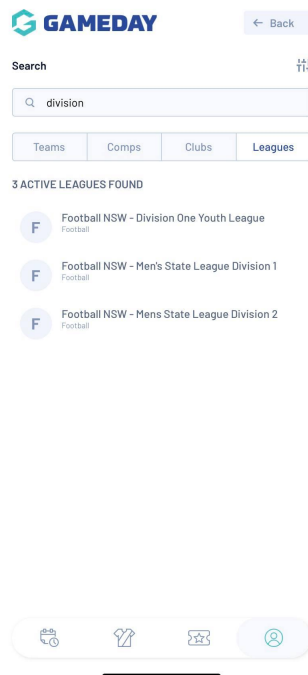 GAMEDAY
← Back
Search
division
Teams Comps Clubs Leagues
3 ACTIVE LEAGUES FOUND
F
Football NSW - Division One Youth League
Football
F
Football NSW - Men's State League Division 1
Football
F
Football NSW - Mens State League Division 2
Football